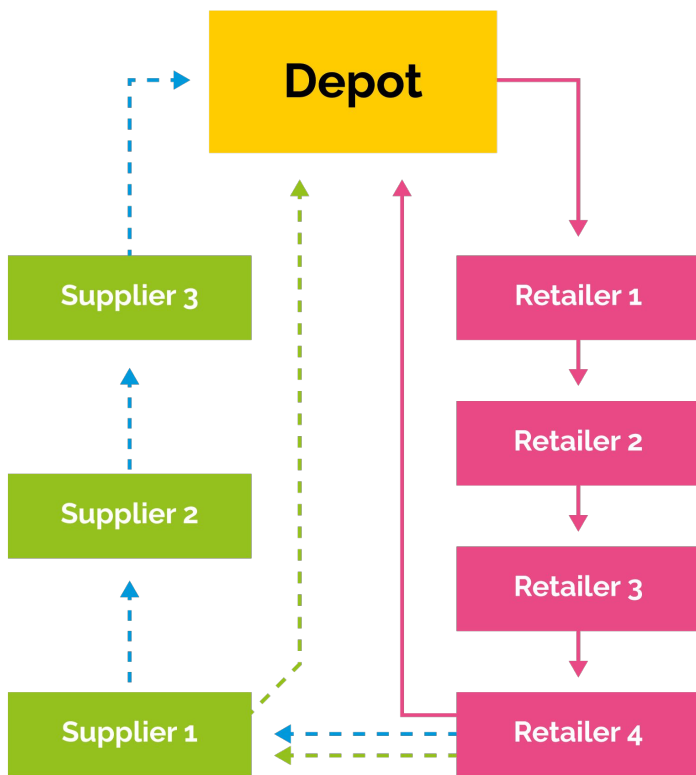 Depot
Supplier 3
Retailer 1
Retailer 2
Supplier 2
Retailer 3
Supplier 1
Retailer 4